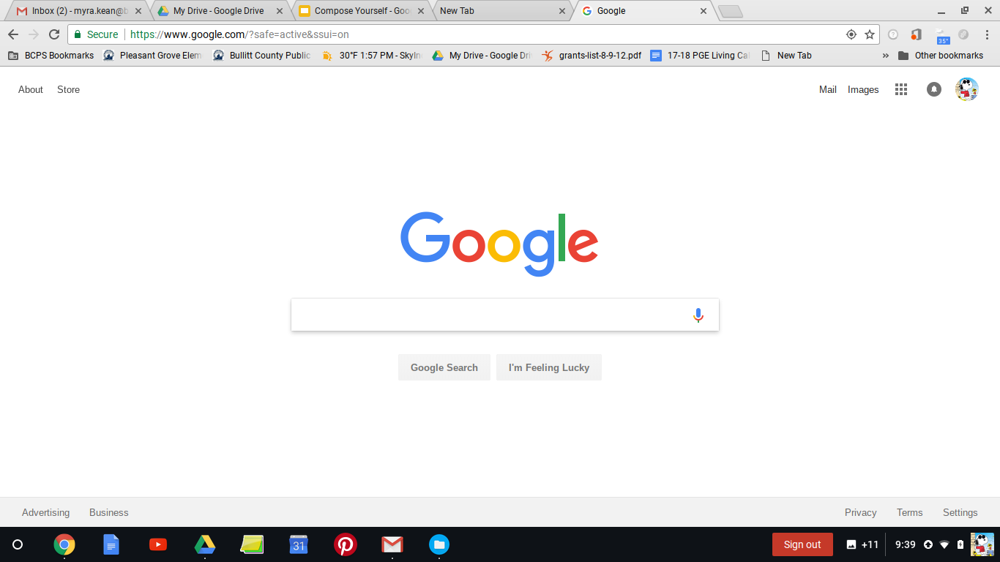 Inbox (2) - myra.kean@b My Drive - Google Drive Compose Yourself - Goo New Tab Google
Secure https://www.google.com/?safe=active&ssui=on 35°
BCPS Bookmarks Pleasant Grove Elem Bullitt County Public 30°F 1:57 PM - SkyIn My Drive - Google Dri grants-list-8-9-12.pdf 17-18 PGE Living Cal New Tab » Other bookmarks
About Store Mail Images
Google
Google Search I'm Feeling Lucky
Advertising Business Privacy Terms Settings
31 Sign out +11 9:39